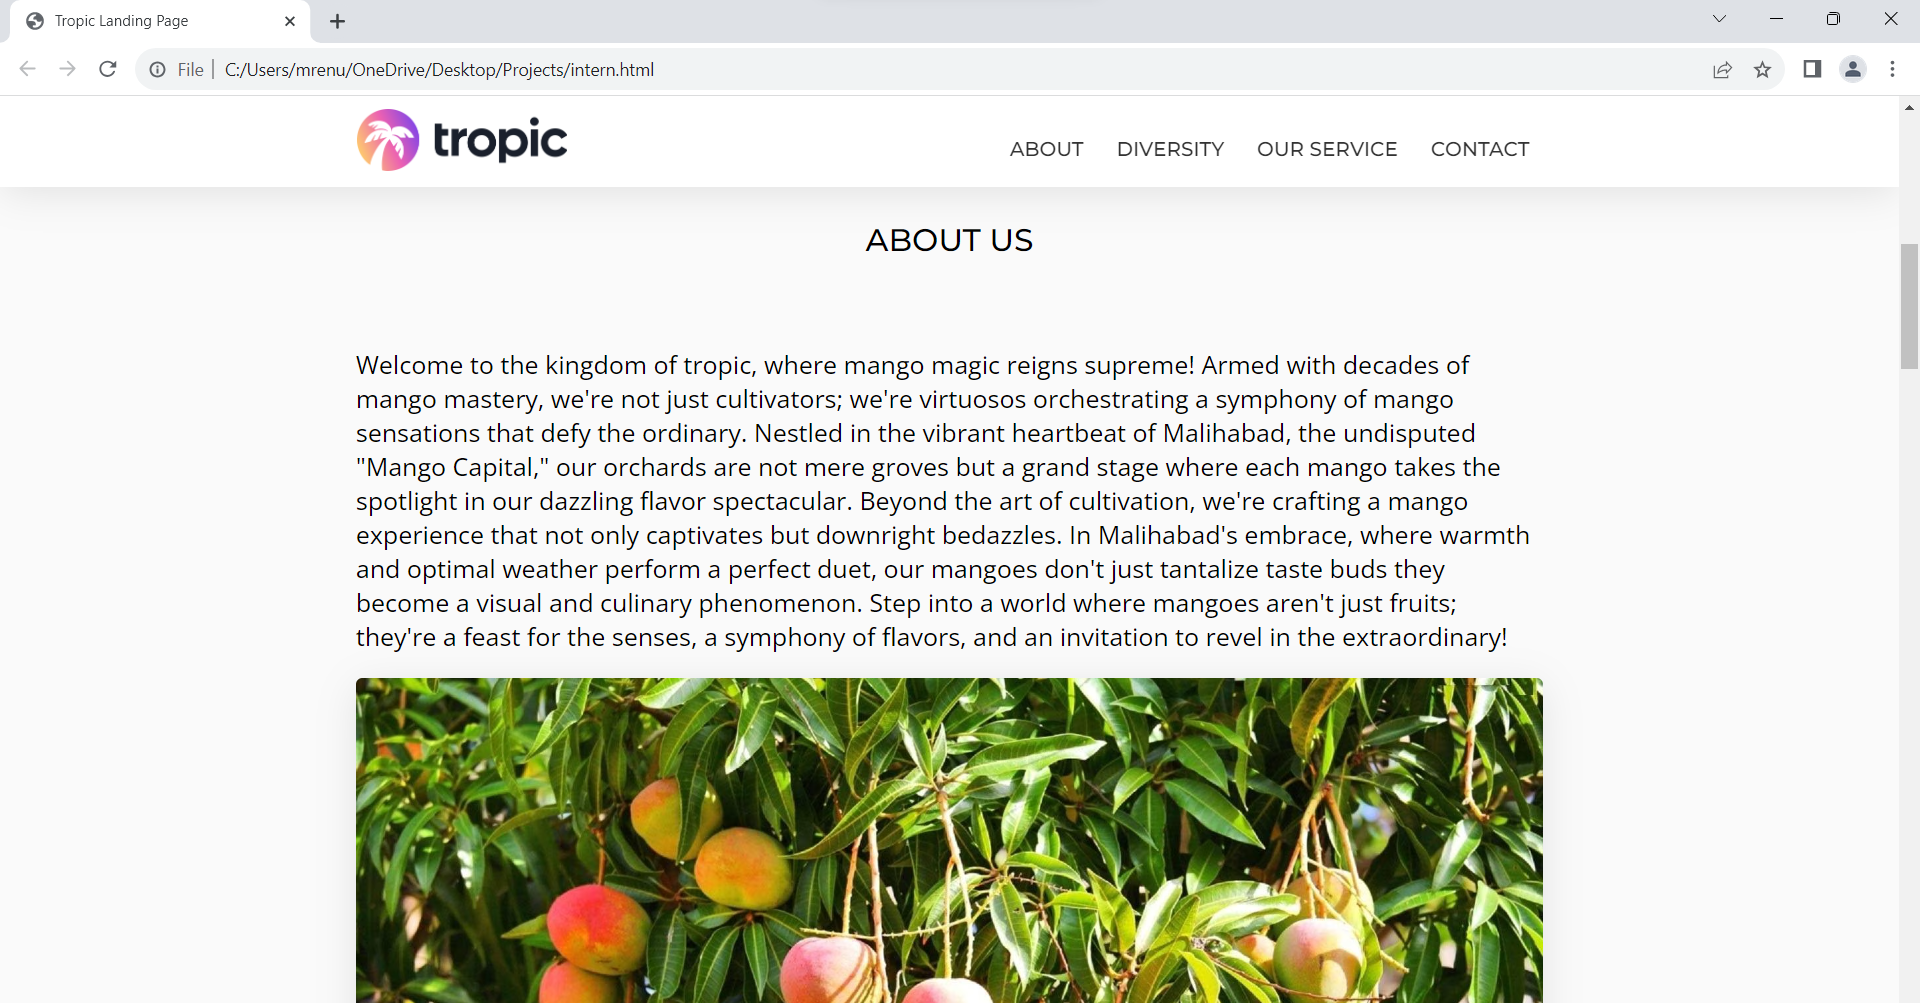 Tropic Landing Page
File C:/Users/mrenu/OneDrive/Desktop/Projects/intern.html
tropic
ABOUT DIVERSITY OUR SERVICE CONTACT
ABOUT US
Welcome to the kingdom of tropic, where mango magic reigns supreme! Armed with decades of
mango mastery, we're not just cultivators; we're virtuosos orchestrating a symphony of mango
sensations that defy the ordinary. Nestled in the vibrant heartbeat of Malihabad, the undisputed
"Mango Capital," our orchards are not mere groves but a grand stage where each mango takes the
spotlight in our dazzling flavor spectacular. Beyond the art of cultivation, we're crafting a mango
experience that not only captivates but downright bedazzles. In Malihabad's embrace, where warmth
and optimal weather perform a perfect duet, our mangoes don't just tantalize taste buds they
become a visual and culinary phenomenon. Step into a world where mangoes aren't just fruits;
they're a feast for the senses, a symphony of flavors, and an invitation to revel in the extraordinary!